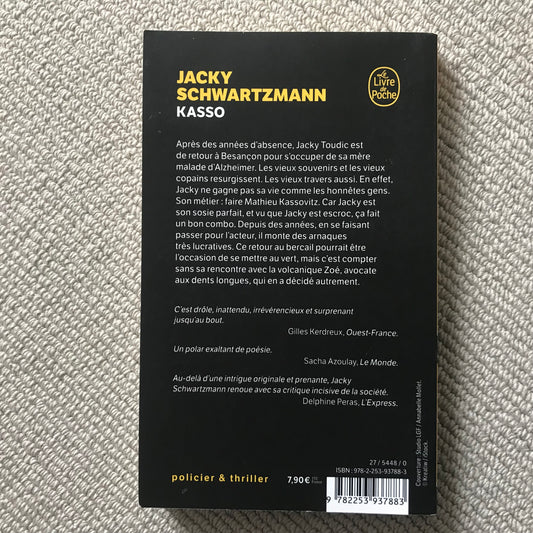 JACKY
SCHWARTZMANN
KASSO
Le
Livre
de
Poche
Après des années d'absence, Jacky Toudic est
de retour à Besançon pour s'occuper de sa mère
malade d'Alzheimer. Les vieux souvenirs et les vieux
copains resurgissent. Les vieux travers aussi. En effet,
Jacky ne gagne pas sa vie comme les honnêtes gens.
Son métier : faire Mathieu Kassovitz. Car Jacky est
son sosie parfait, et vu que Jacky est escroc, ça fait
un bon combo. Depuis des années, en se faisant
passer pour l'acteur, il monte des arnaques
très lucratives. Ce retour au bercail pourrait être
l'occasion de se mettre au vert, mais c'est compter
sans sa rencontre avec la volcanique Zoé, avocate
aux dents longues, qui en a décidé autrement.
C'est drôle, inattendu, irrévérencieux et surprenant
jusqu'au bout.
Gilles Kerdreux, Ouest-France.
Un polar exaltant de poésie.
Sacha Azoulay, Le Monde.
Au-delà d'une intrigue originale et prenante, Jacky
Schwartzmann renoue avec sa critique incisive de la société.
Delphine Peras, L'Express.
Couverture : Studio LGF / Annabelle Mollet.
© Kreatiw / iStock.
27 / 5448 / 0
ISBN : 978-2-253-93788-3
policier & thriller
7,90 €
9 782253 937883